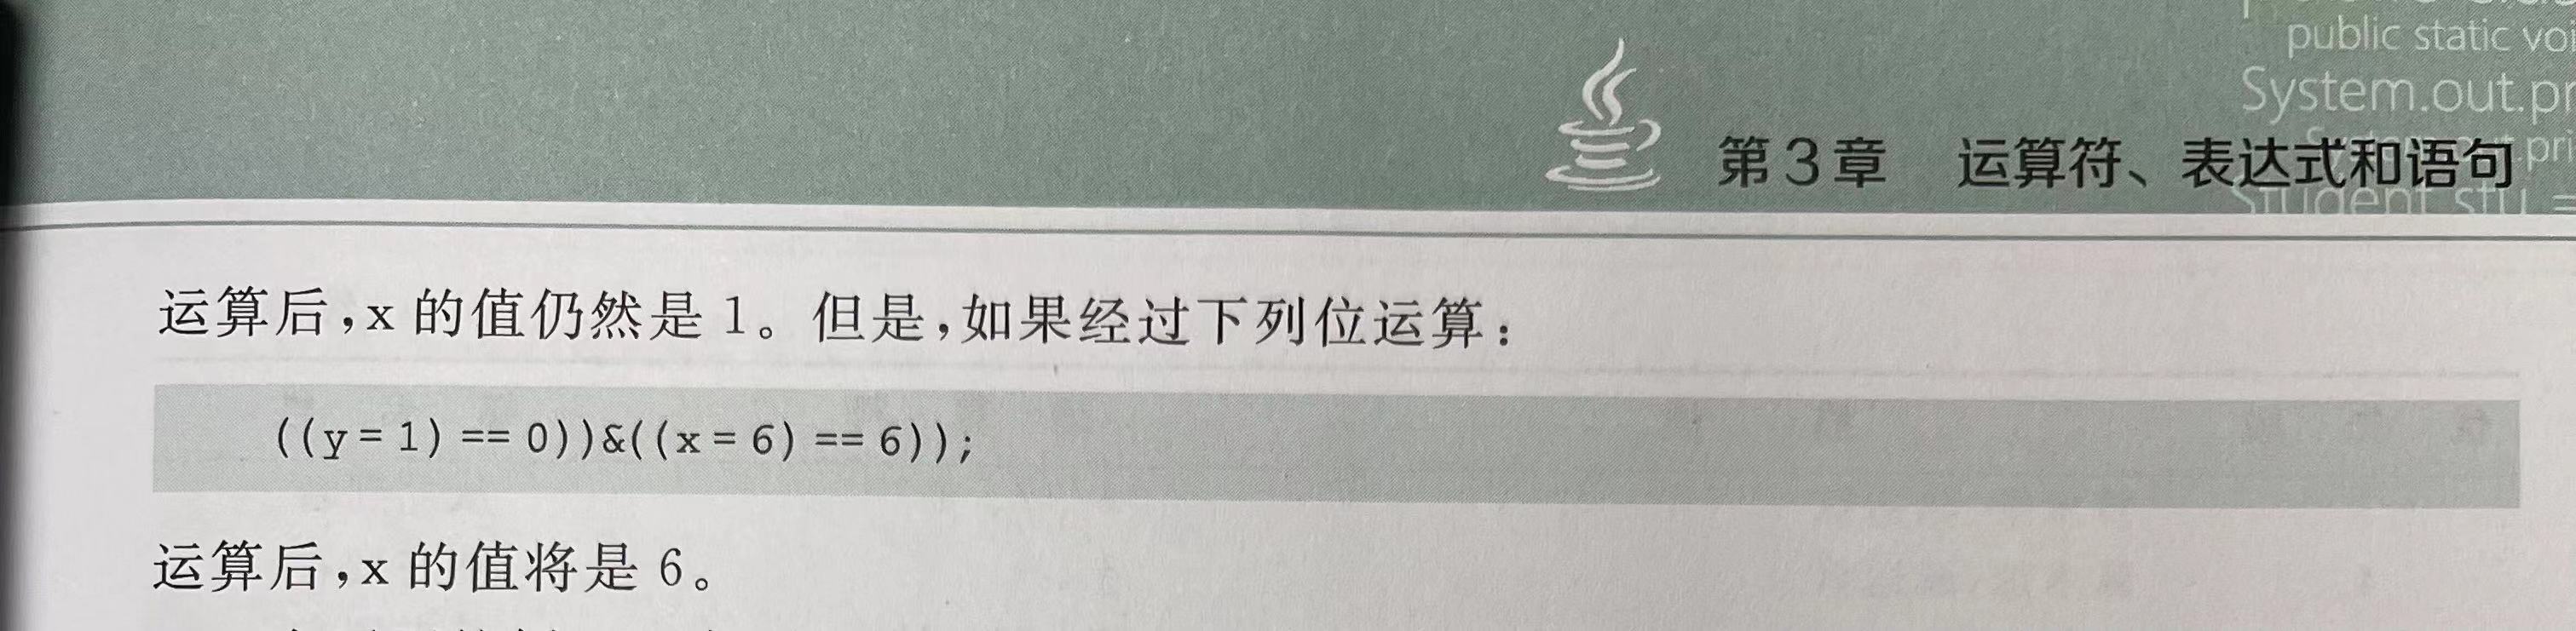 public static voi
System.out.pr
第3章 运算符、表达式和语句
Student stu =
运算后,x 的值仍然是 1。但是,如果经过下列位运算:
((y = 1) == 0))&((x = 6) == 6));
运算后,x 的值将是 6。